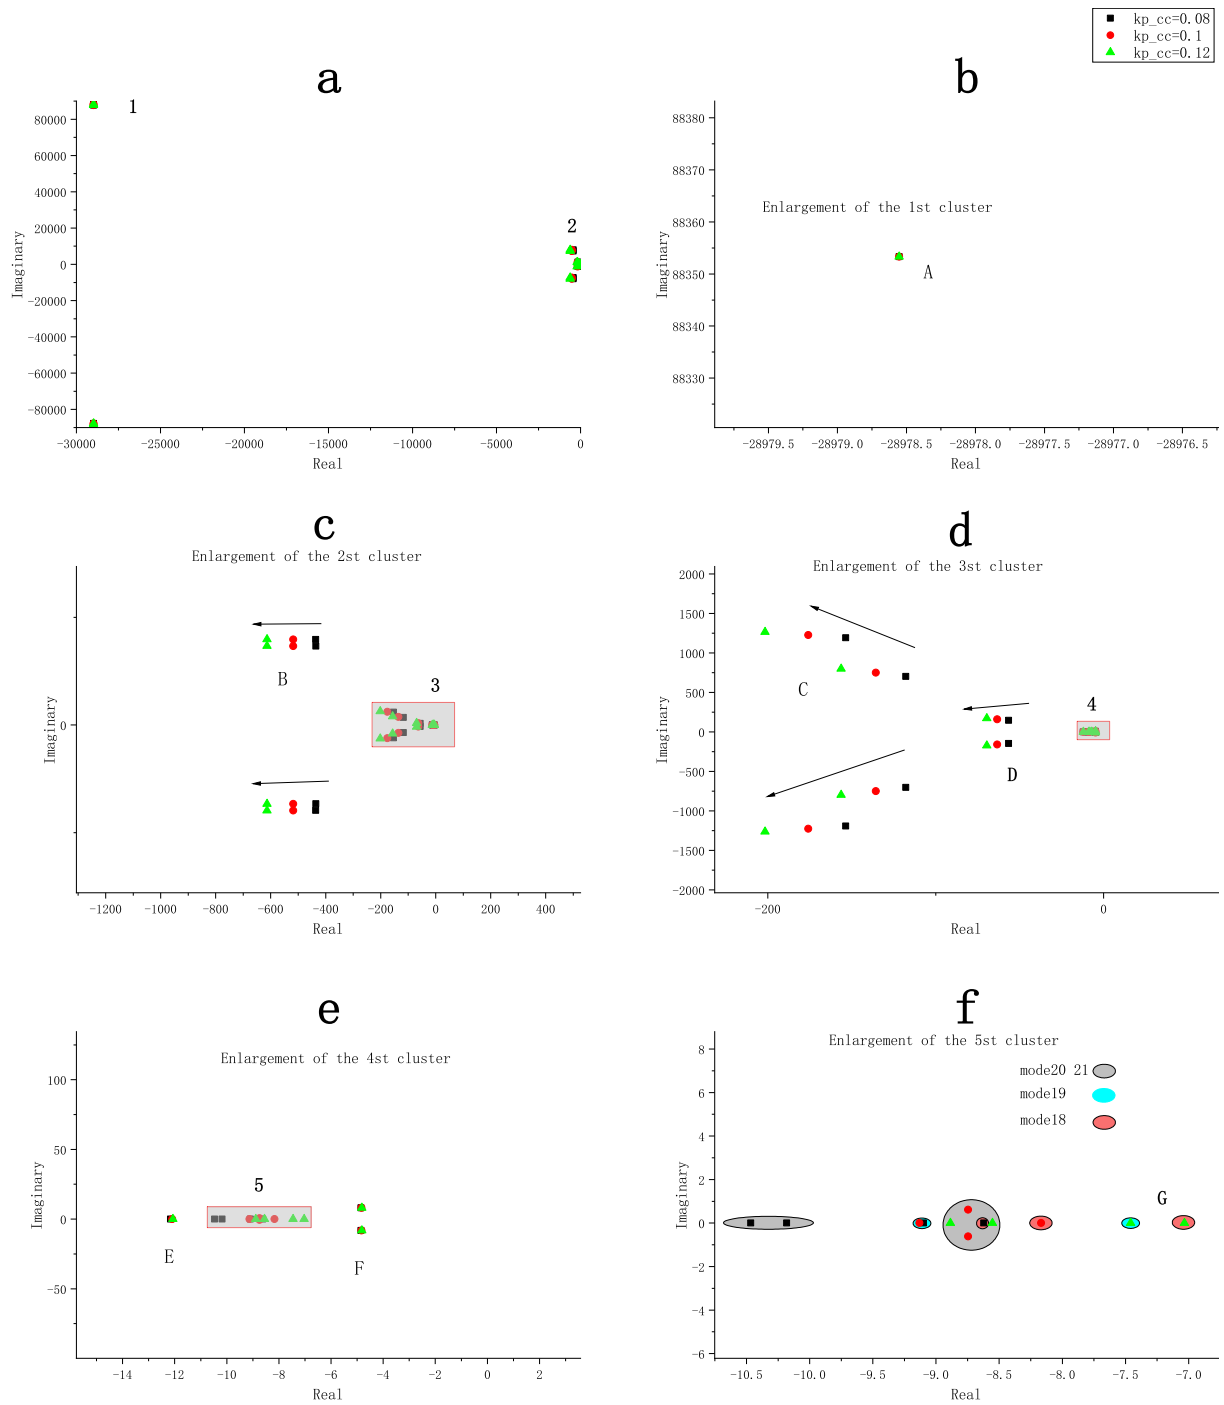 kp_cc=0.08
kp_cc=0.1
kp_cc=0.12
a
1
2
80000
60000
40000
20000
0
-20000
-40000
-60000
-80000
Imaginary
-30000 -25000 -20000 -15000 -10000 -5000 0
Real
b
Enlargement of the 1st cluster
A
88380
88370
88360
88350
88340
88330
Imaginary
-28979.5 -28979.0 -28978.5 -28978.0 -28977.5 -28977.0 -28976.5
Real
c
Enlargement of the 2st cluster
B
3
0
Imaginary
-1200 -1000 -800 -600 -400 -200 0 200 400
Real
d
Enlargement of the 3st cluster
C
4
D
2000
1500
1000
500
0
-500
-1000
-1500
-2000
Imaginary
-200 0
Real
e
Enlargement of the 4st cluster
5
E
F
100
50
0
-50
Imaginary
-14 -12 -10 -8 -6 -4 -2 0 2
Real
f
Enlargement of the 5st cluster
mode20 21
mode19
mode18
G
8
6
4
2
0
-2
-4
-6
Imaginary
-10.5 -10.0 -9.5 -9.0 -8.5 -8.0 -7.5 -7.0
Real